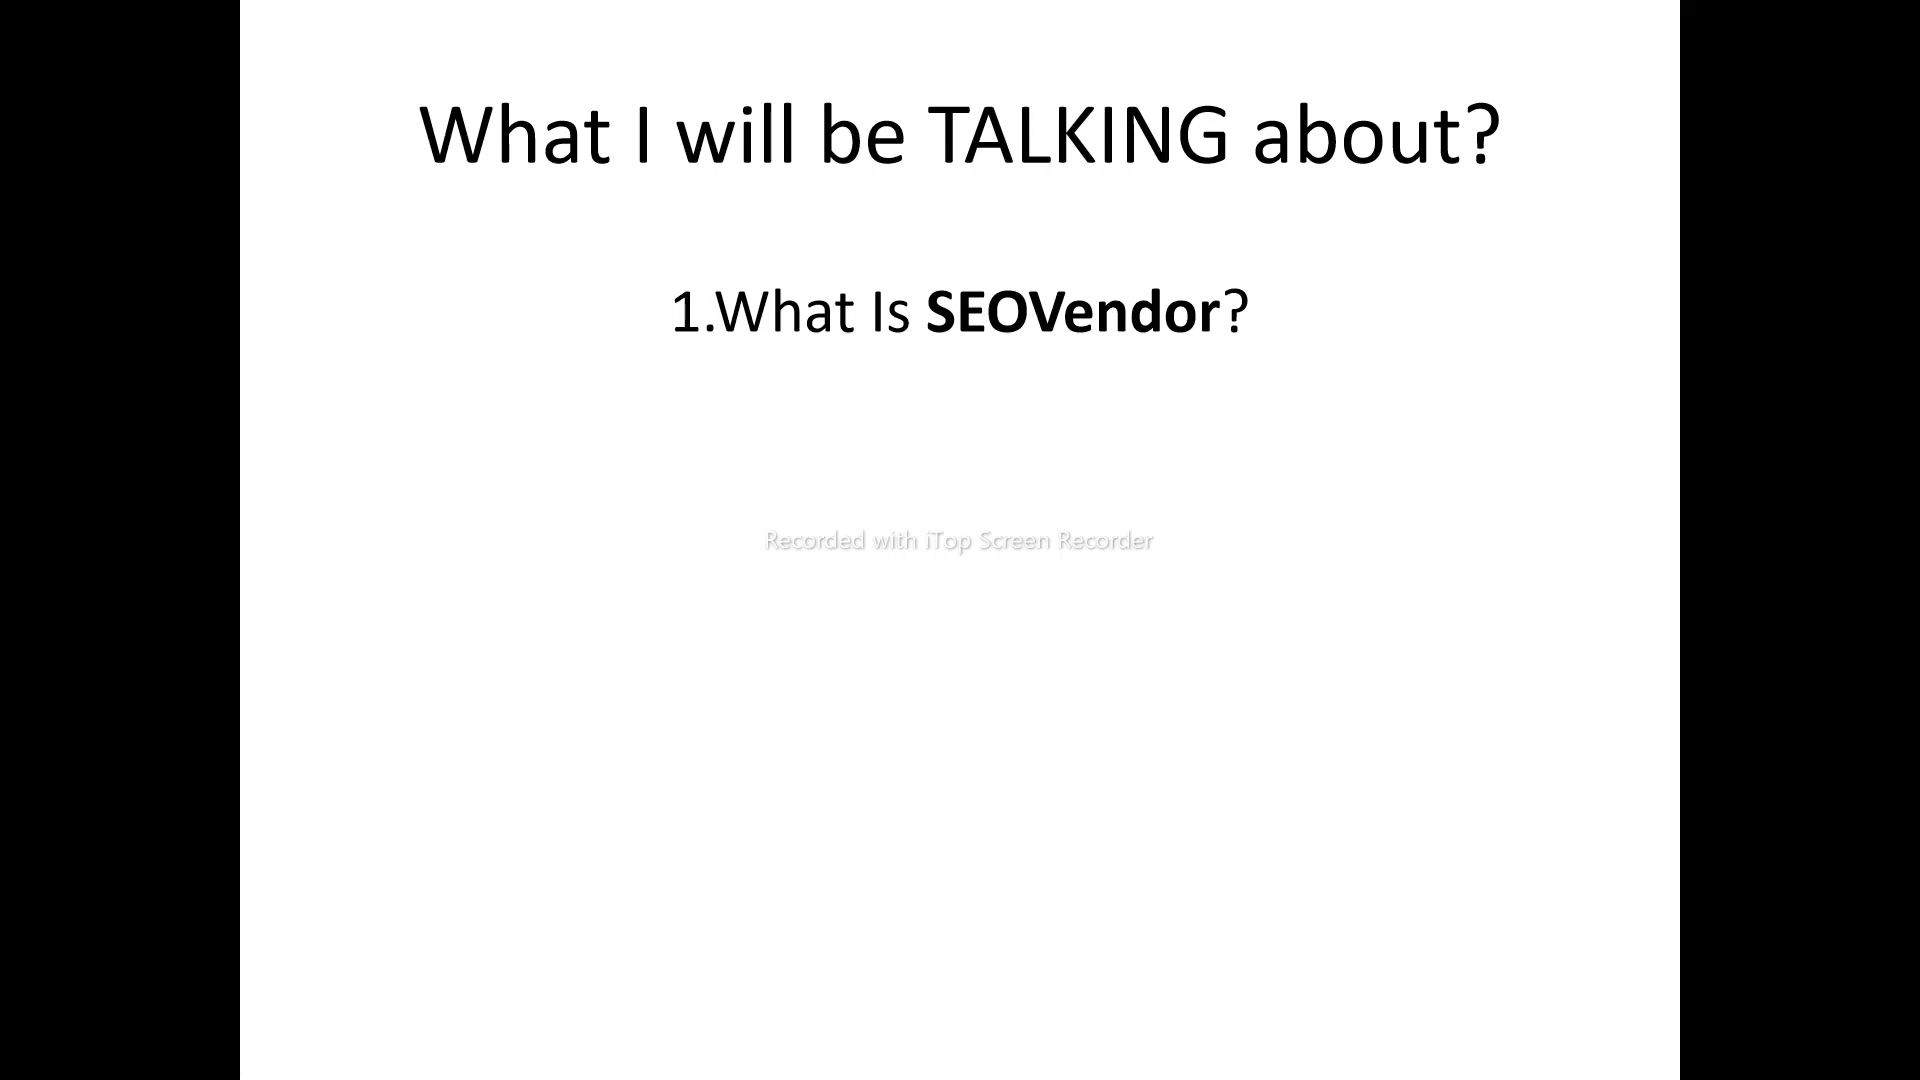 What I will be TALKING about?
1.What Is SEOVendor?
Recorded with iTop Screen Recorder